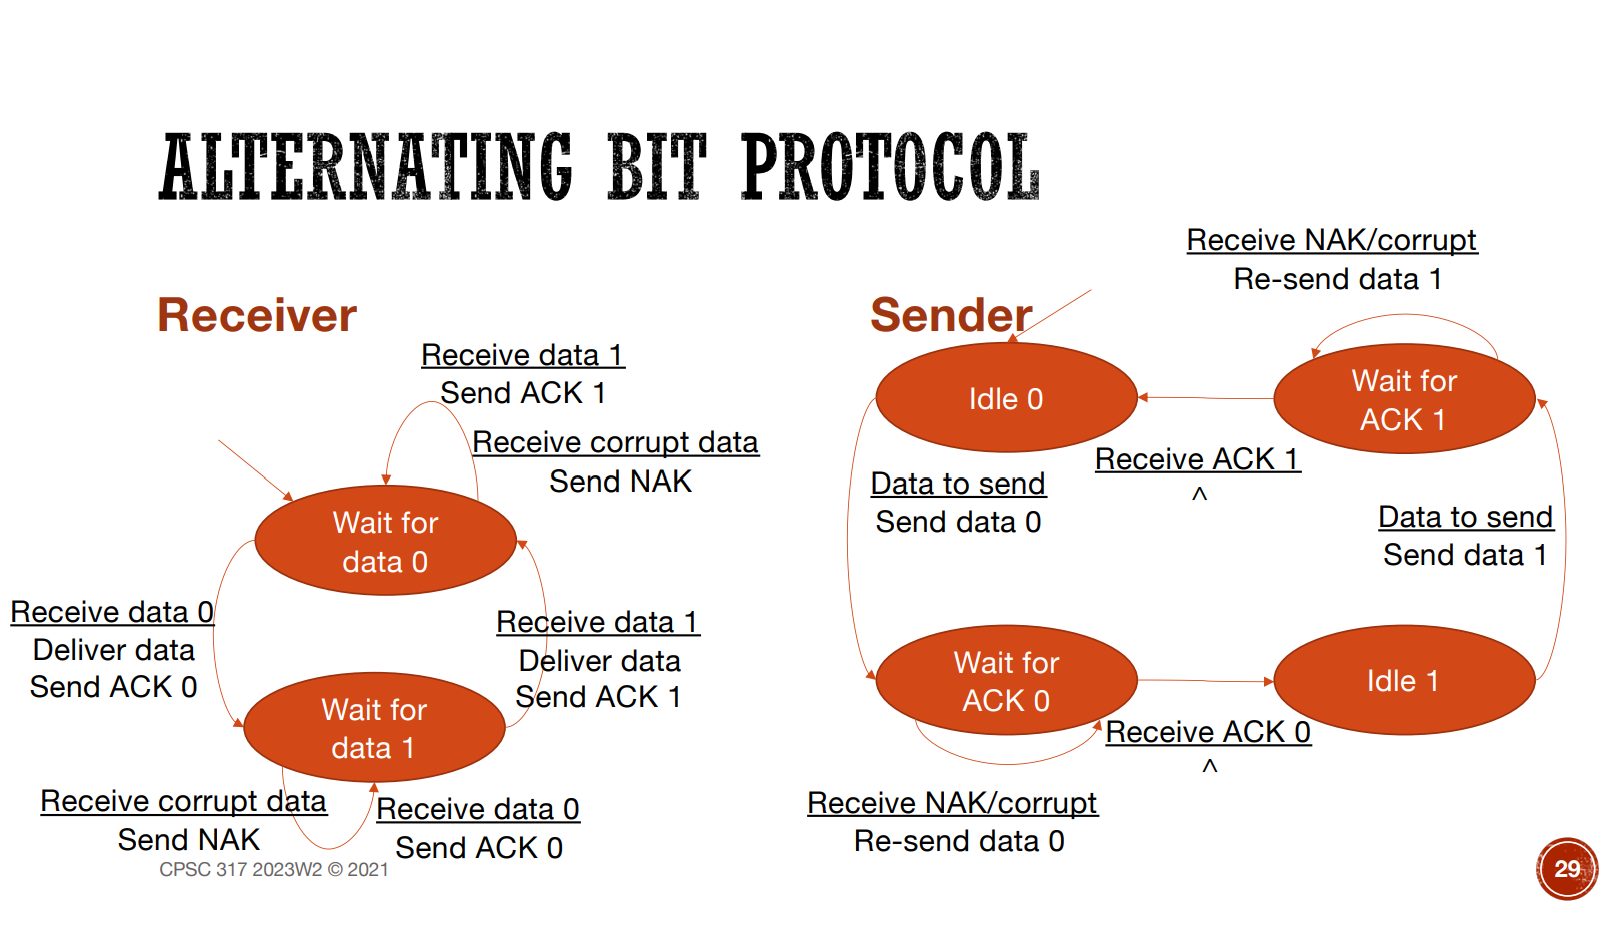 ALTERNATING BIT PROTOCOL
Receiver
Receive data 1
Send ACK 1
Receive corrupt data
Send NAK
Wait for
data 0
Receive data 0
Deliver data
Send ACK 0
Receive data 1
Deliver data
Send ACK 1
Wait for
data 1
Receive corrupt data
Send NAK
Receive data 0
Send ACK 0
Sender
Receive NAK/corrupt
Re-send data 1
Idle 0
Wait for
ACK 1
Receive ACK 1
^
Data to send
Send data 0
Data to send
Send data 1
Wait for
ACK 0
Idle 1
Receive ACK 0
^
Receive NAK/corrupt
Re-send data 0
CPSC 317 2023W2 © 2021
29